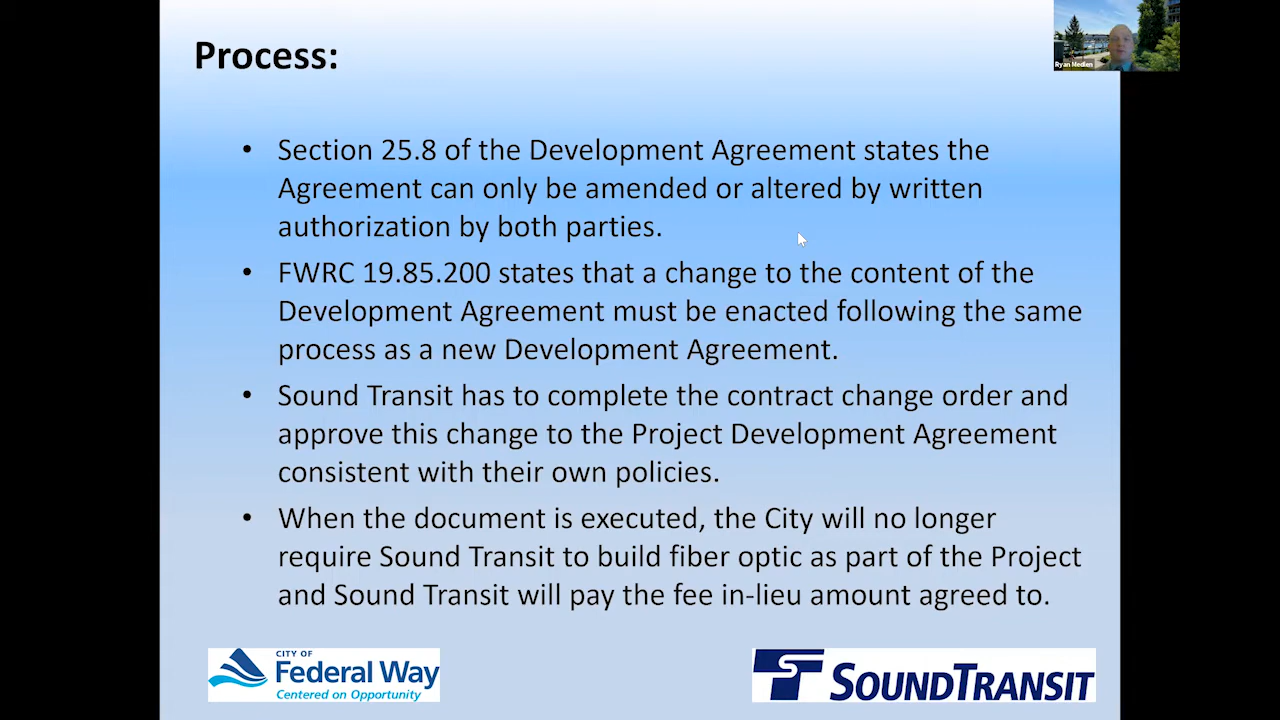 Process:
Ryan Medlen
• Section 25.8 of the Development Agreement states the
Agreement can only be amended or altered by written
authorization by both parties.
• FWRC 19.85.200 states that a change to the content of the
Development Agreement must be enacted following the same
process as a new Development Agreement.
• Sound Transit has to complete the contract change order and
approve this change to the Project Development Agreement
consistent with their own policies.
• When the document is executed, the City will no longer
require Sound Transit to build fiber optic as part of the Project
and Sound Transit will pay the fee in-lieu amount agreed to.
CITY OF
Federal Way
Centered on Opportunity
SOUNDTRANSIT